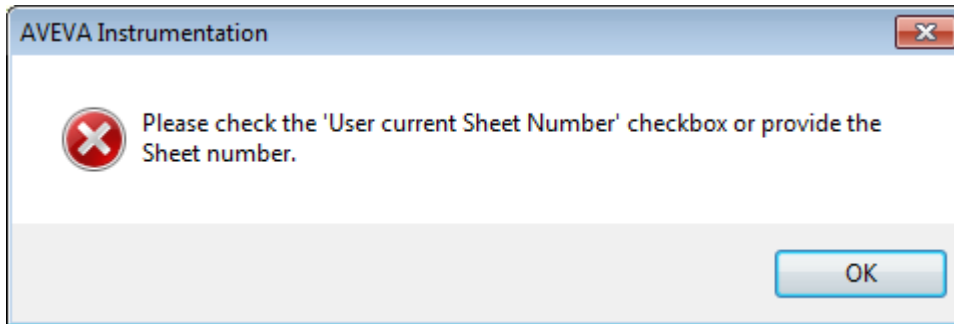 AVEVA Instrumentation
Please check the 'User current Sheet Number' checkbox or provide the
Sheet number.
OK